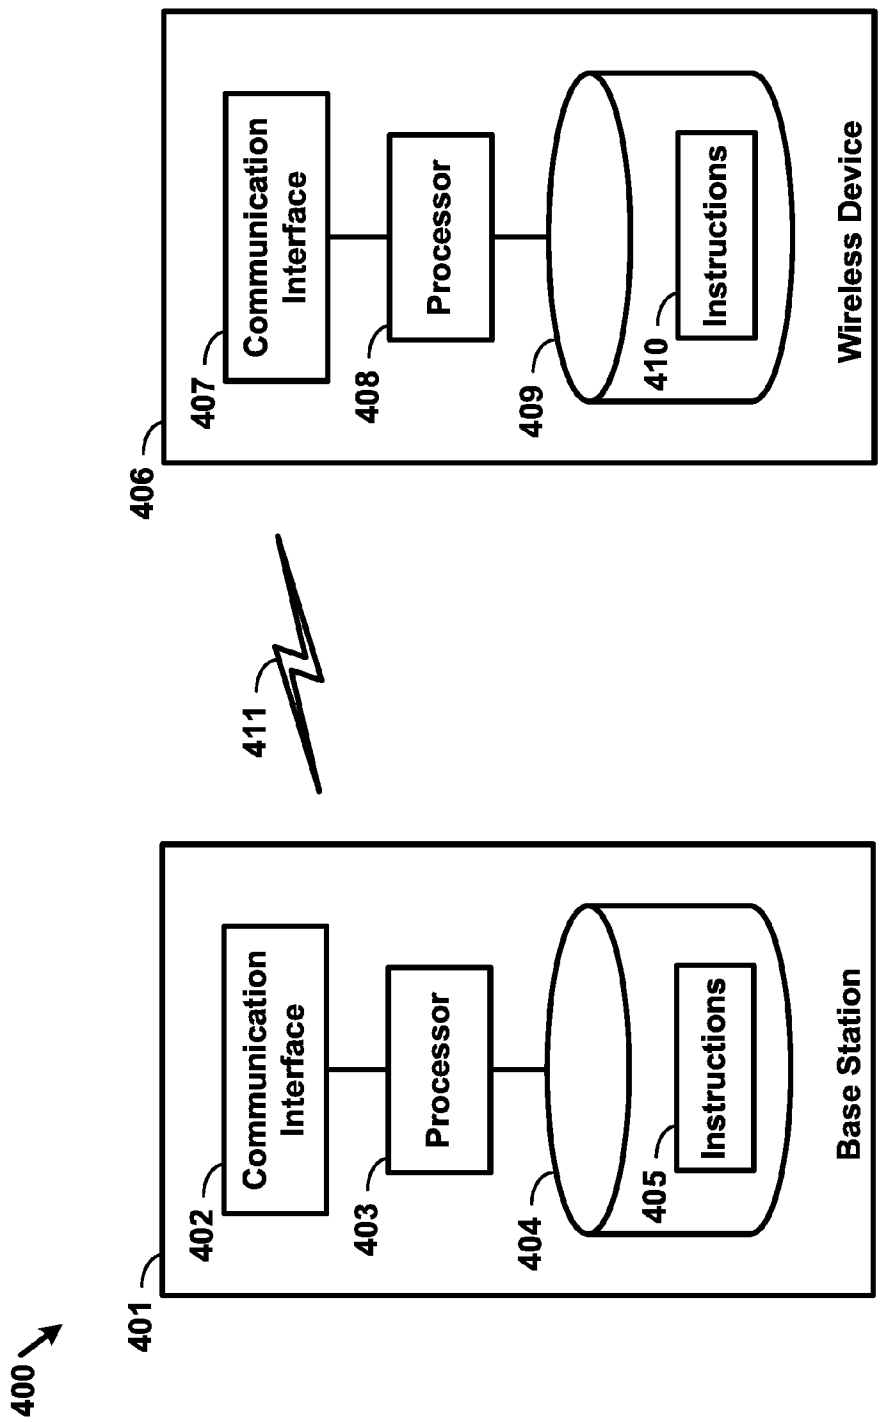 400
401
402
Communication
Interface
403
Processor
404
405
Instructions
Base Station
411
406
407
Communication
Interface
408
Processor
409
410
Instructions
Wireless Device